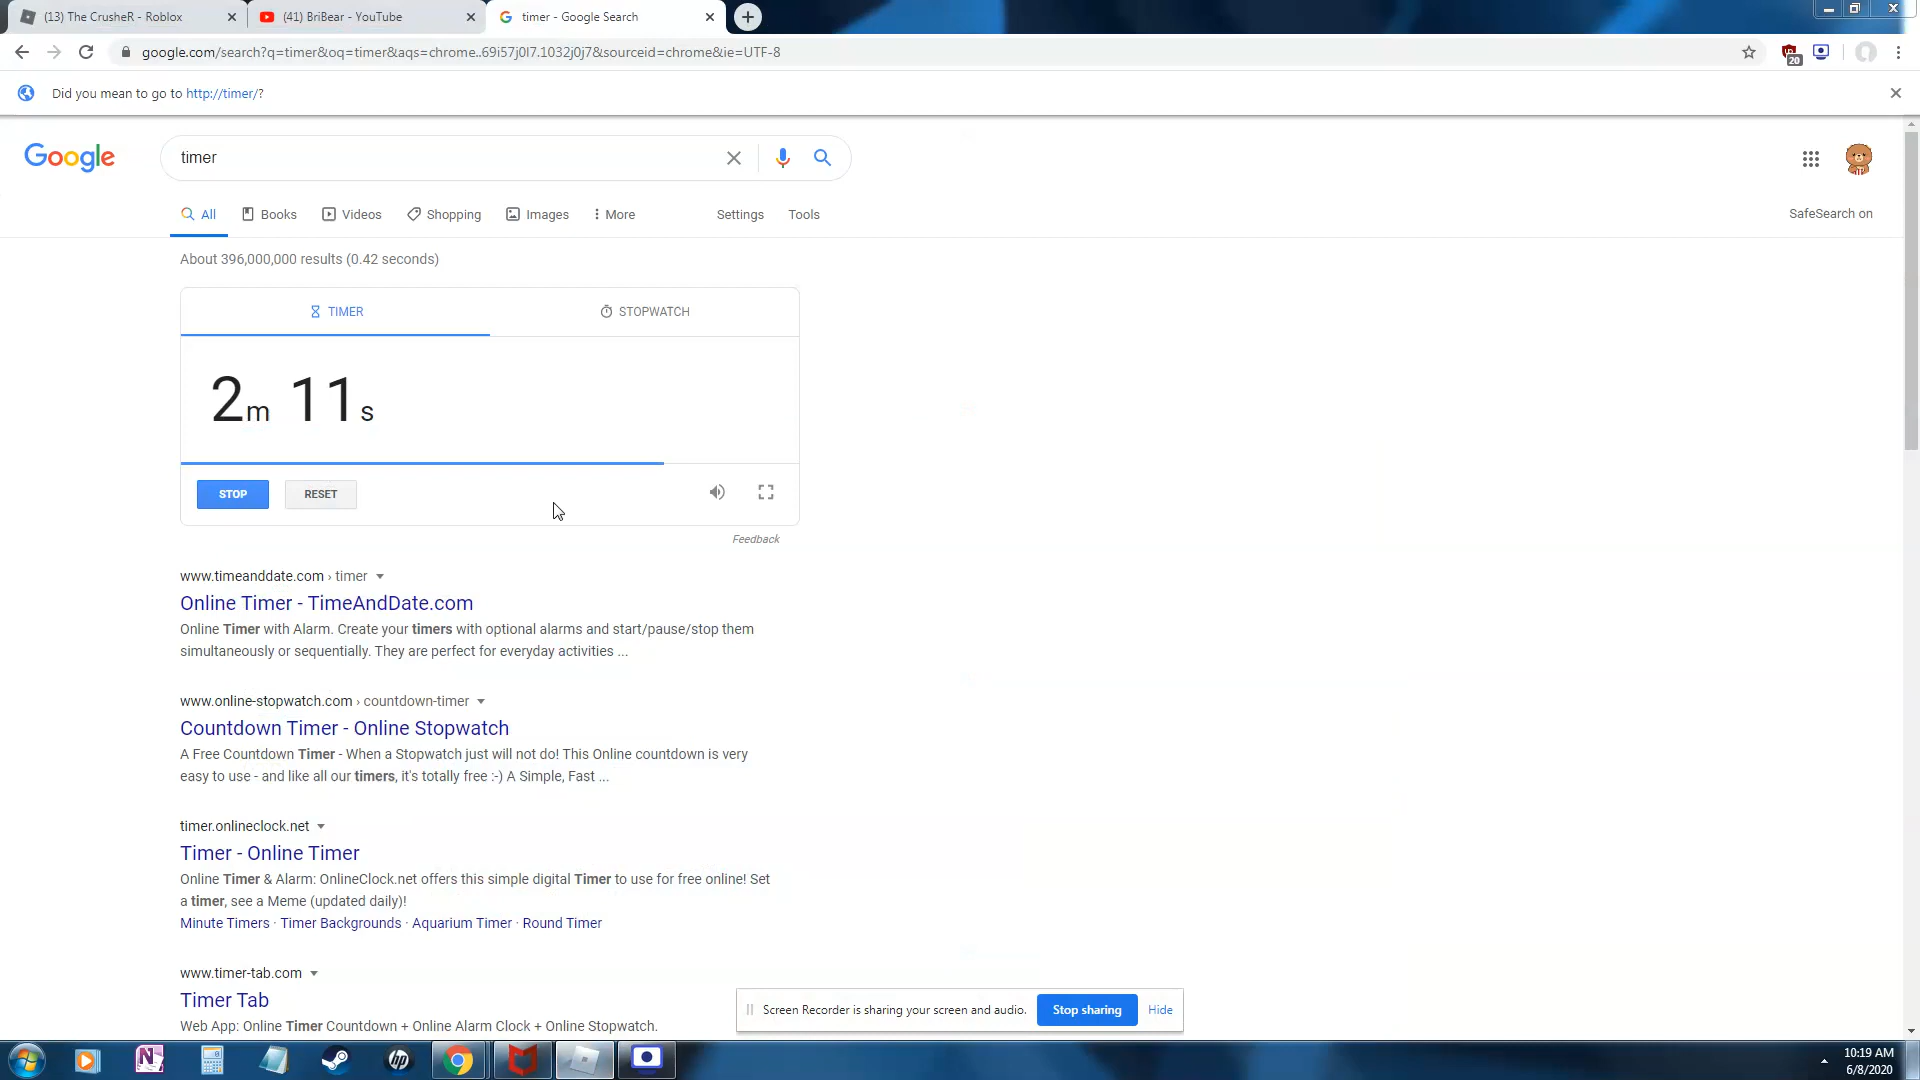 (13) The CrusheR - Roblox
(41) BriBear - YouTube
timer - Google Search
google.com/search?q=timer&oq=timer&aqs=chrome..69i57j0l7.1032j0j7&sourceid=chrome&ie=UTF-8
20
Did you mean to go to http://timer/?
Google
timer
All
Books
Videos
Shopping
Images
More
Settings
Tools
SafeSearch on
About 396,000,000 results (0.42 seconds)
TIMER
STOPWATCH
2m 11s
STOP
RESET
Feedback
www.timeanddate.com › timer
Online Timer - TimeAndDate.com
Online Timer with Alarm. Create your timers with optional alarms and start/pause/stop them
simultaneously or sequentially. They are perfect for everyday activities ...
www.online-stopwatch.com › countdown-timer
Countdown Timer - Online Stopwatch
A Free Countdown Timer - When a Stopwatch just will not do! This Online countdown is very
easy to use - and like all our timers, it's totally free :-) A Simple, Fast ...
timer.onlineclock.net
Timer - Online Timer
Online Timer & Alarm: OnlineClock.net offers this simple digital Timer to use for free online! Set
a timer, see a Meme (updated daily)!
Minute Timers · Timer Backgrounds · Aquarium Timer · Round Timer
www.timer-tab.com
Timer Tab
Web App: Online Timer Countdown + Online Alarm Clock + Online Stopwatch.
Screen Recorder is sharing your screen and audio.
Stop sharing
Hide
N
hp
10:19 AM
6/8/2020